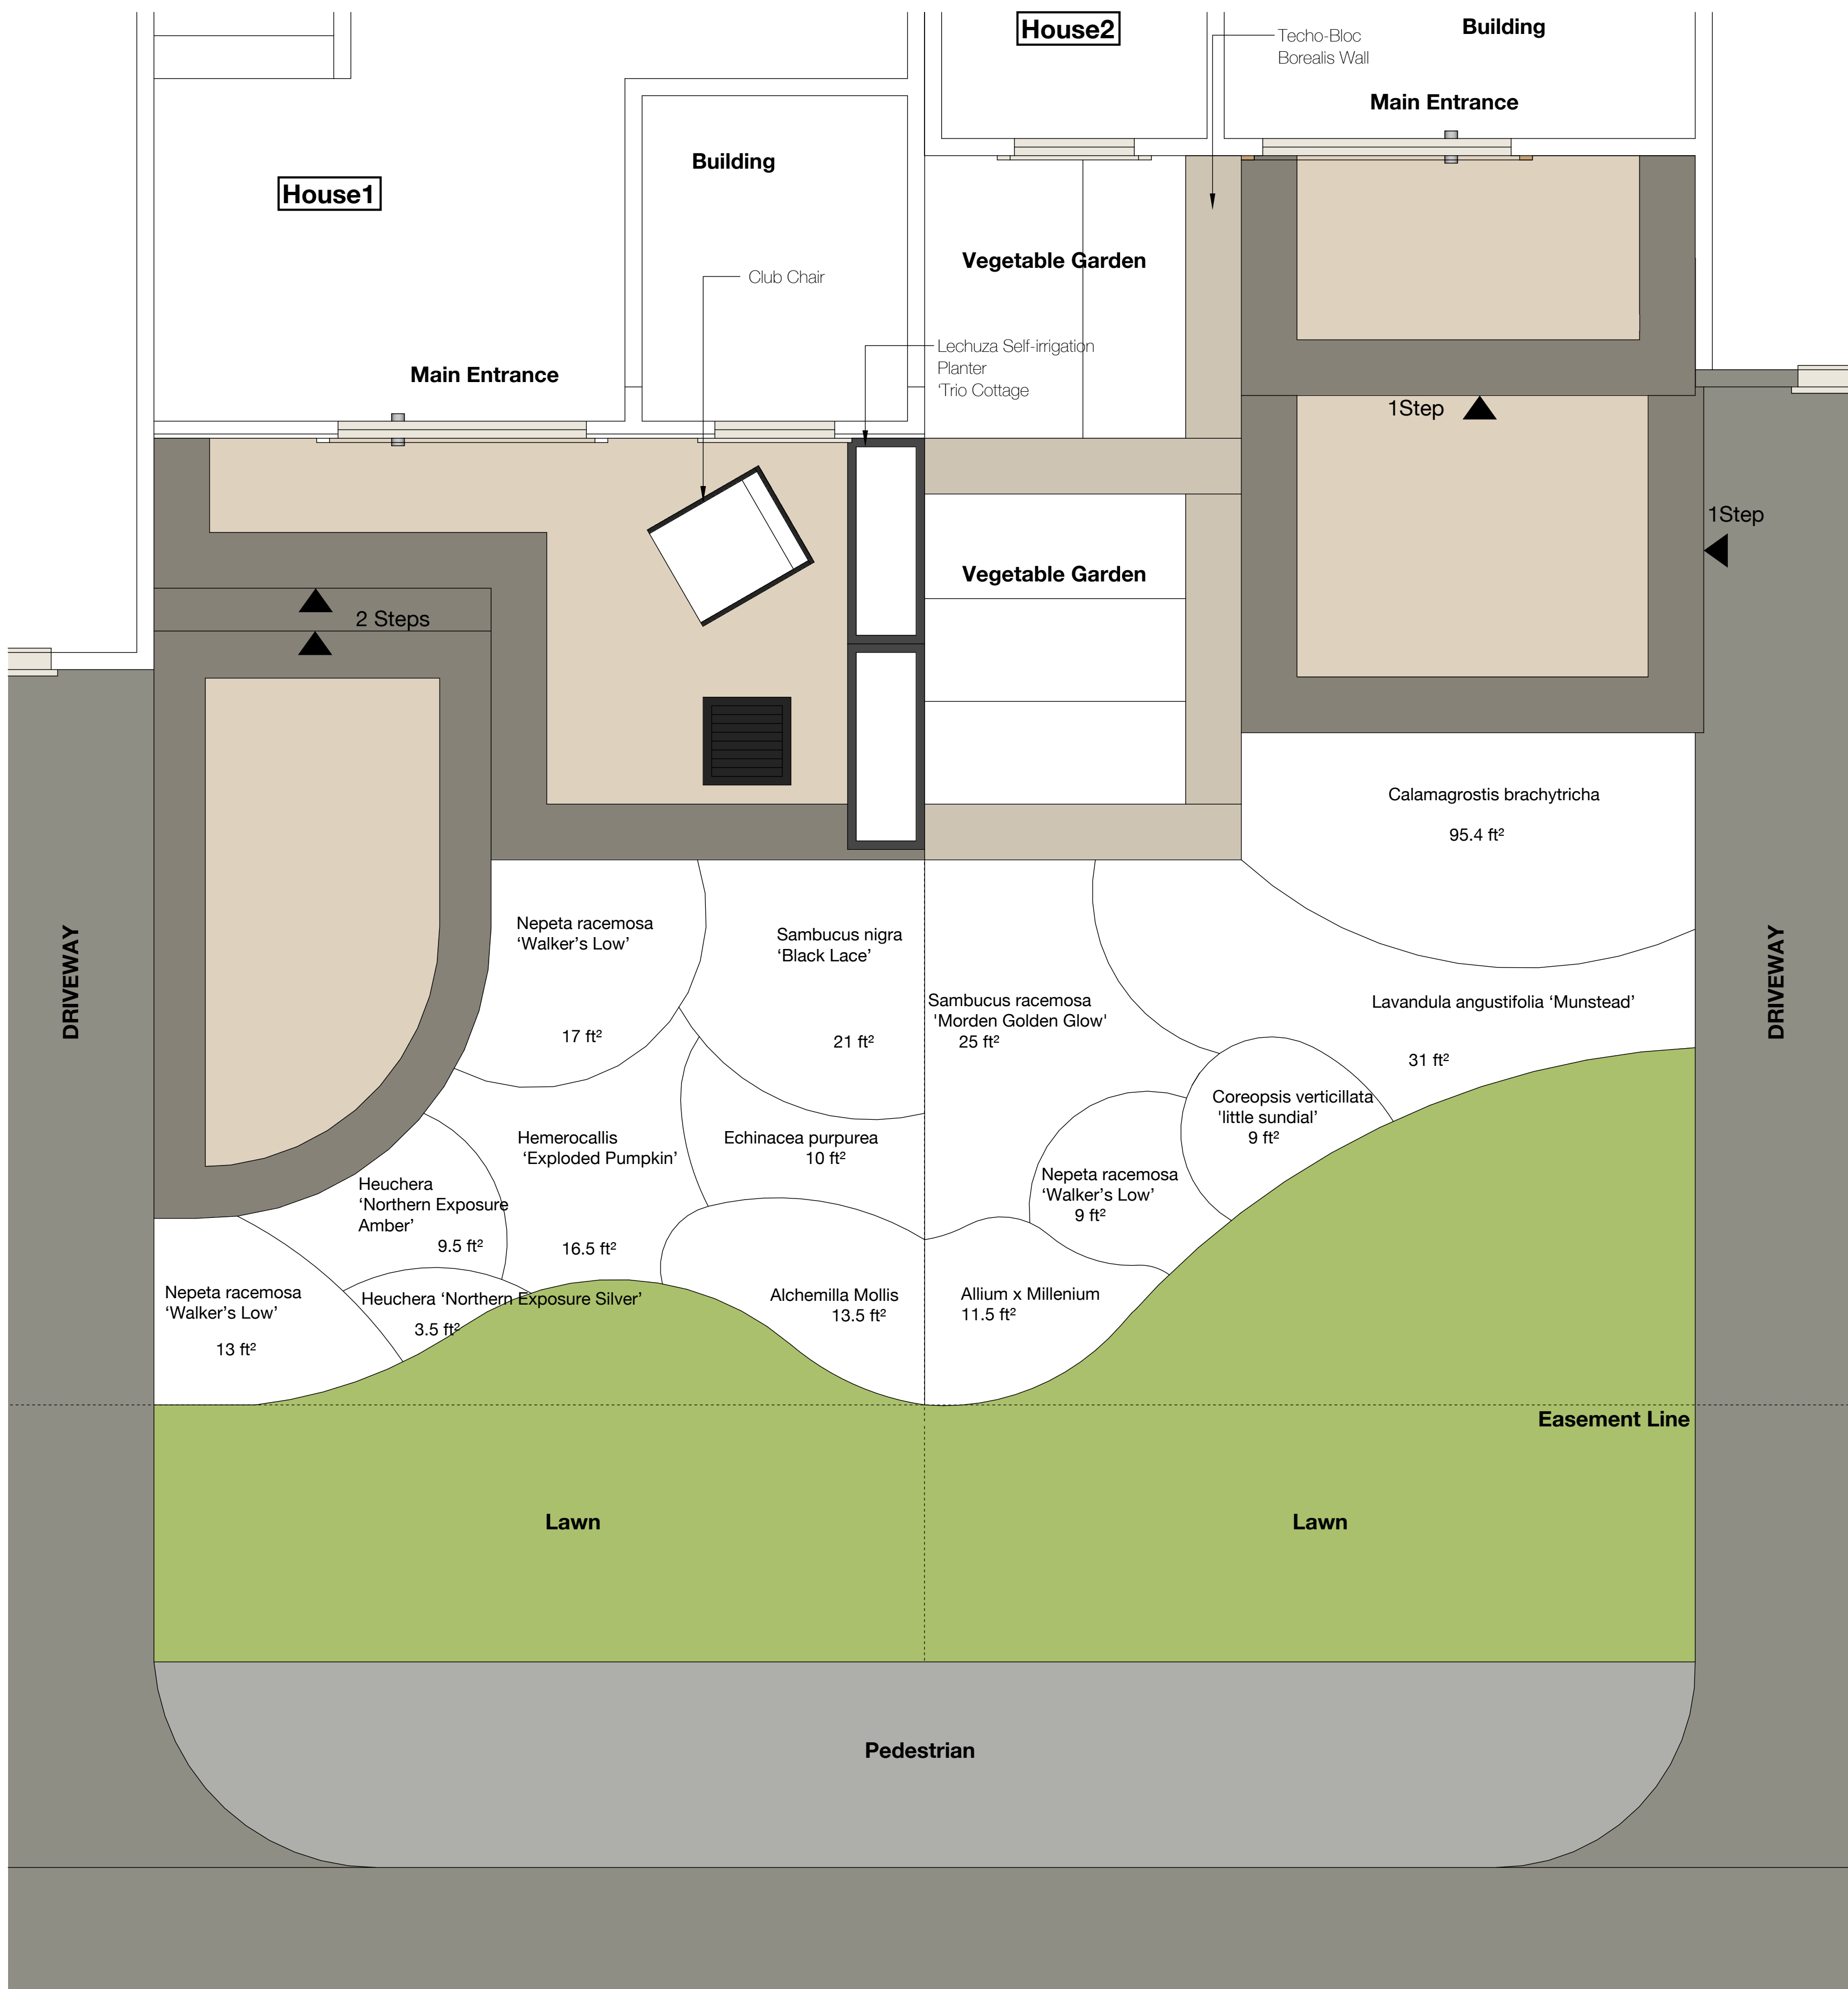 House2
Building
Techo-Bloc
Borealis Wall
Main Entrance
Building
House1
Vegetable Garden
Club Chair
Lechuza Self-irrigation
Planter
‘Trio Cottage
Main Entrance
1Step
1Step
Vegetable Garden
2 Steps
Calamagrostis brachytricha
95.4 ft²
DRIVEWAY
Nepeta racemosa
‘Walker’s Low’
17 ft²
Sambucus nigra
‘Black Lace’
21 ft²
Sambucus racemosa
'Morden Golden Glow'
25 ft²
Lavandula angustifolia ‘Munstead’
31 ft²
DRIVEWAY
Coreopsis verticillata
'little sundial’
9 ft²
Hemerocallis
‘Exploded Pumpkin’
16.5 ft²
Echinacea purpurea
10 ft²
Nepeta racemosa
‘Walker’s Low’
9 ft²
Heuchera
‘Northern Exposure
Amber’
9.5 ft²
Nepeta racemosa
‘Walker’s Low’
13 ft²
Heuchera ‘Northern Exposure Silver’
3.5 ft²
Alchemilla Mollis
13.5 ft²
Allium x Millenium
11.5 ft²
Easement Line
Lawn
Lawn
Pedestrian